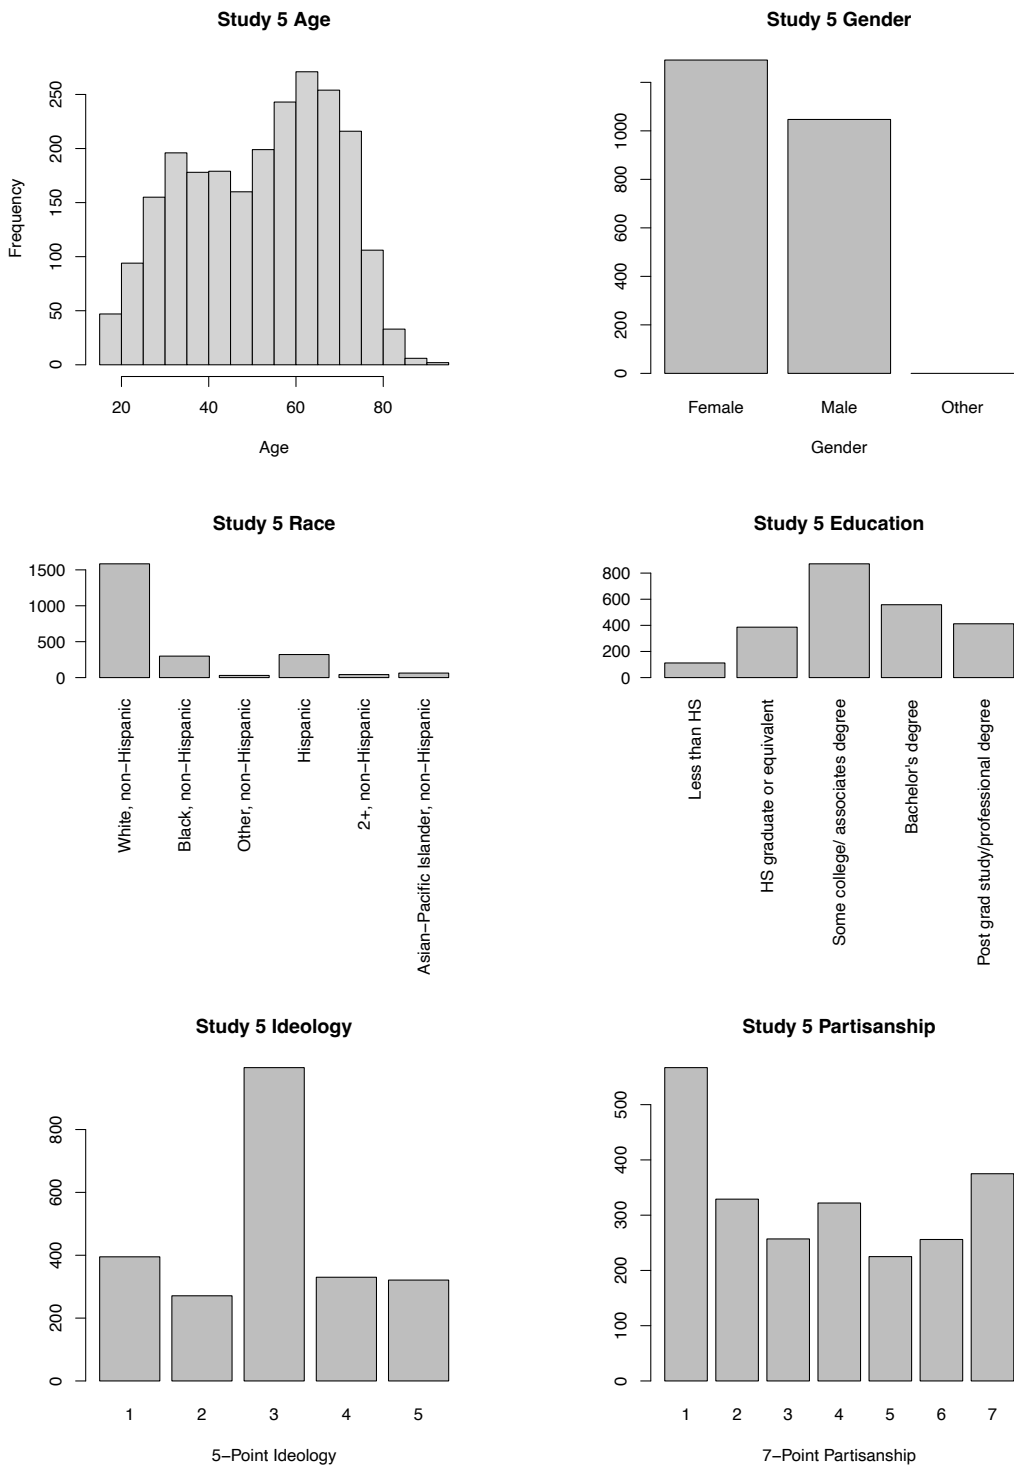 Study 5 Age
Frequency
250
200
150
100
50
0
20 40 60 80
Age
Study 5 Gender
1000
800
600
400
200
0
Female Male Other
Gender
Study 5 Race
1500
1000
500
0
White, non−Hispanic
Black, non−Hispanic
Other, non−Hispanic
Hispanic
2+, non−Hispanic
Asian−Pacific Islander, non−Hispanic
Study 5 Education
800
600
400
200
0
Less than HS
HS graduate or equivalent
Some college/ associates degree
Bachelor's degree
Post grad study/professional degree
Study 5 Ideology
800
600
400
200
0
1 2 3 4 5
5−Point Ideology
Study 5 Partisanship
500
400
300
200
100
0
1 2 3 4 5 6 7
7−Point Partisanship